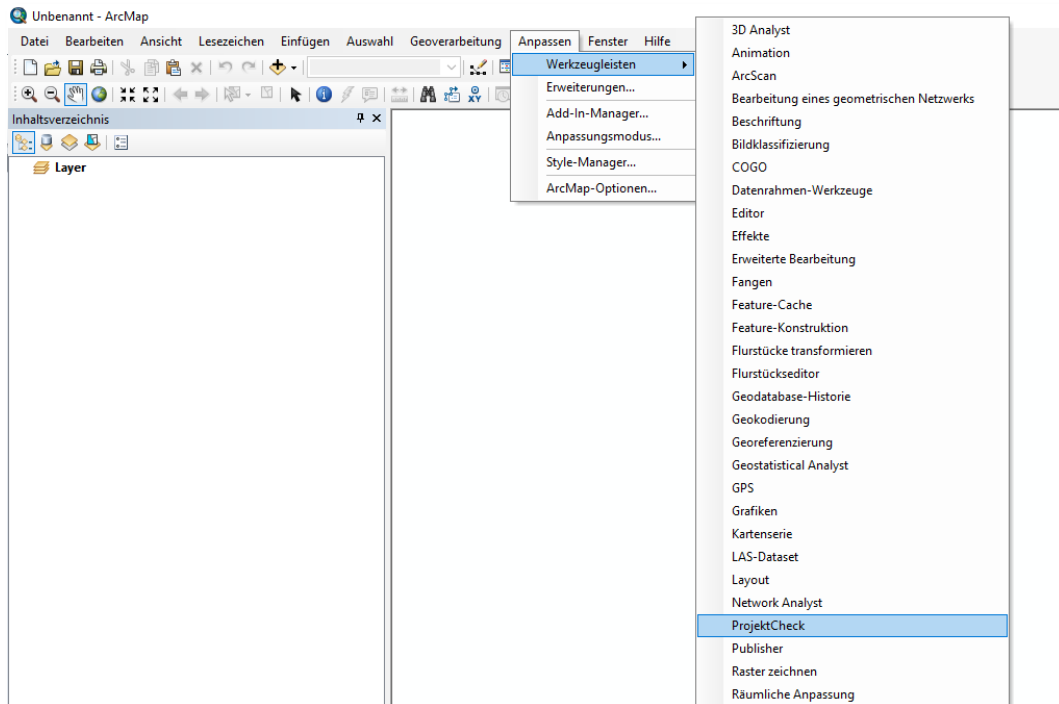 Unbenannt - ArcMap
Datei Bearbeiten Ansicht Lesezeichen Einfügen Auswahl Geoverarbeitung Anpassen Fenster Hilfe
Inhaltsverzeichnis
Layer
Werkzeugleisten
Erweiterungen...
Add-In-Manager...
Anpassungsmodus...
Style-Manager...
ArcMap-Optionen...
3D Analyst
Animation
ArcScan
Bearbeitung eines geometrischen Netzwerks
Beschriftung
Bildklassifizierung
COGO
Datenrahmen-Werkzeuge
Editor
Effekte
Erweiterte Bearbeitung
Fangen
Feature-Cache
Feature-Konstruktion
Flurstücke transformieren
Flurstückseditor
Geodatabase-Historie
Geokodierung
Georeferenzierung
Geostatistical Analyst
GPS
Grafiken
Kartenserie
LAS-Dataset
Layout
Network Analyst
ProjektCheck
Publisher
Raster zeichnen
Räumliche Anpassung